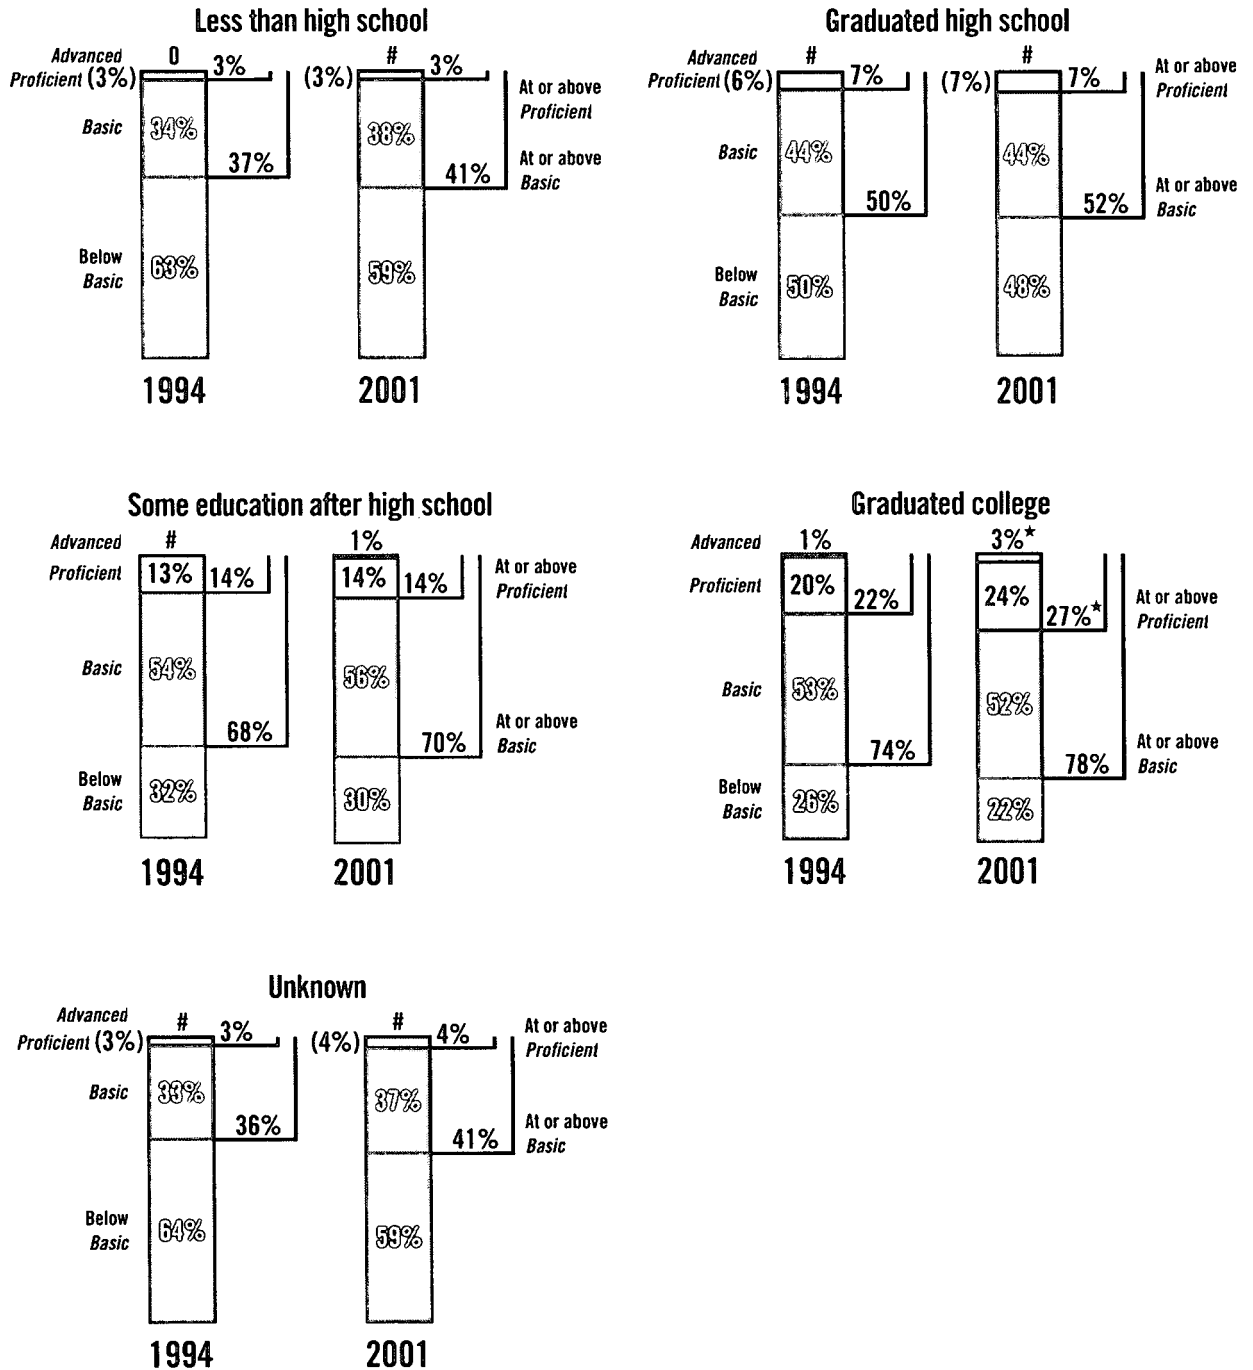 Less than high school
Advanced 0 3% # 3%
Proficient (3%) (3%) At or above
Proficient
Basic 34% 38%
37% 41% At or above
Basic
Below
Basic 63% 59%
1994 2001
Graduated high school
Advanced # 7% # 7% At or above
Proficient (6%) (7%) Proficient
Basic 44% 44%
50% 52% At or above
Basic
Below
Basic 50% 48%
1994 2001
Some education after high school
Advanced # 1%
Proficient 13% 14% 14% 14% At or above
Proficient
Basic 54% 56%
68% 70% At or above
Basic
Below
Basic 32% 30%
1994 2001
Graduated college
Advanced 1% 3%★
Proficient 20% 22% 24% 27%★ At or above
Proficient
Basic 53% 52%
74% 78% At or above
Basic
Below
Basic 26% 22%
1994 2001
Unknown
Advanced # 3% # 4% At or above
Proficient (3%) (4%) Proficient
Basic 33% 37%
36% 41% At or above
Basic
Below
Basic 64% 59%
1994 2001